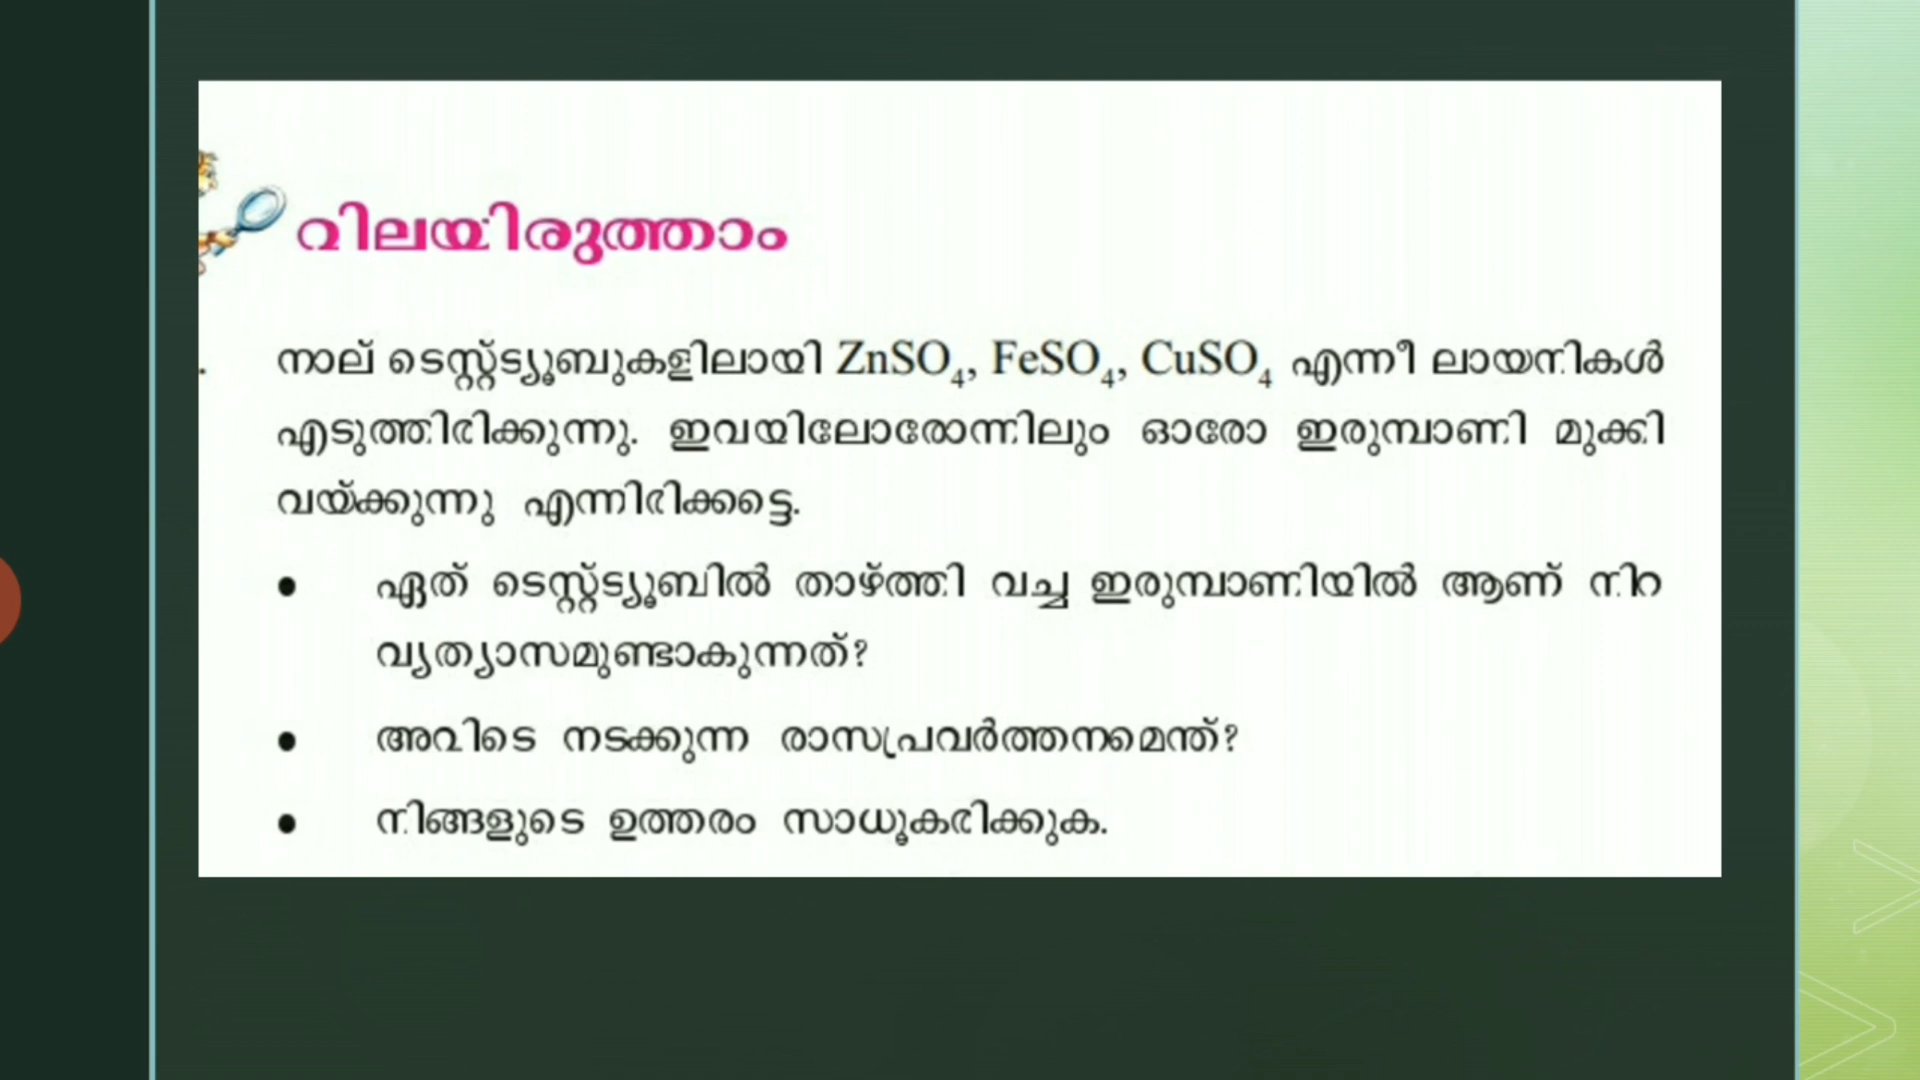 വിലയിരുത്താം
. നാല് ടെസ്റ്റ്ട്യൂബുകളിലായി ZnSO₄, FeSO₄, CuSO₄ എന്നീ ലായനികൾ
എടുത്തിരിക്കുന്നു. ഇവയിലോരോന്നിലും ഓരോ ഇരുമ്പാണി മുക്കി
വയ്ക്കുന്നു എന്നിരിക്കട്ടെ.
● ഏത് ടെസ്റ്റ്ട്യൂബിൽ താഴ്ത്തി വച്ച ഇരുമ്പാണിയിൽ ആണ് നിറ
വ്യത്യാസമുണ്ടാകുന്നത്?
● അവിടെ നടക്കുന്ന രാസപ്രവർത്തനമെന്ത്?
● നിങ്ങളുടെ ഉത്തരം സാധൂകരിക്കുക.